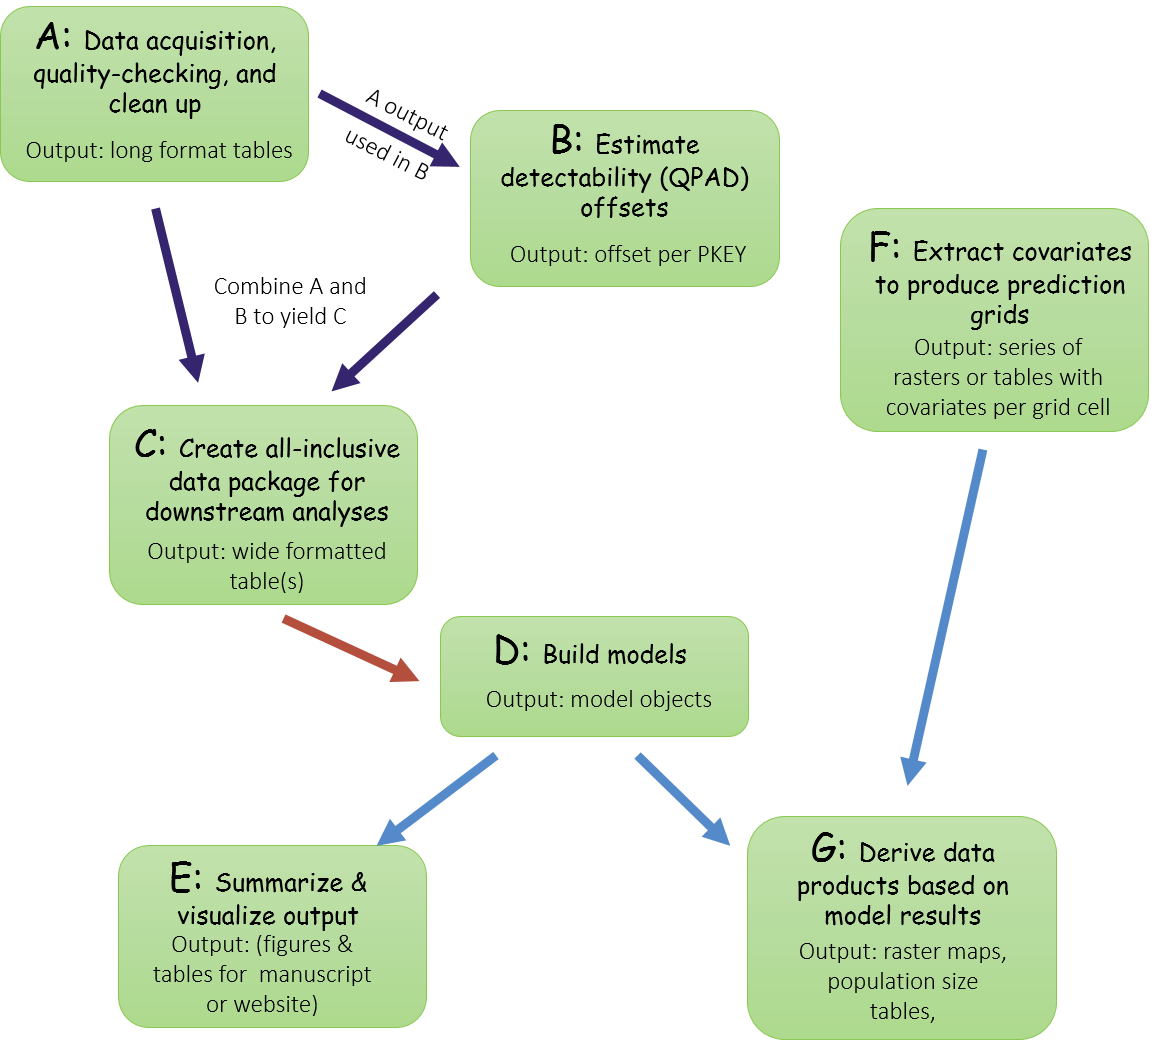 A: Data acquisition,
quality-checking, and
clean up
Output: long format tables
A output
used in B
B: Estimate
detectability (QPAD)
offsets
Output: offset per PKEY
Combine A and
B to yield C
F: Extract covariates
to produce prediction
grids
Output: series of
rasters or tables with
covariates per grid cell
C: Create all-inclusive
data package for
downstream analyses
Output: wide formatted
table(s)
D: Build models
Output: model objects
E: Summarize &
visualize output
Output: (figures &
tables for manuscript
or website)
G: Derive data
products based on
model results
Output: raster maps,
population size
tables,